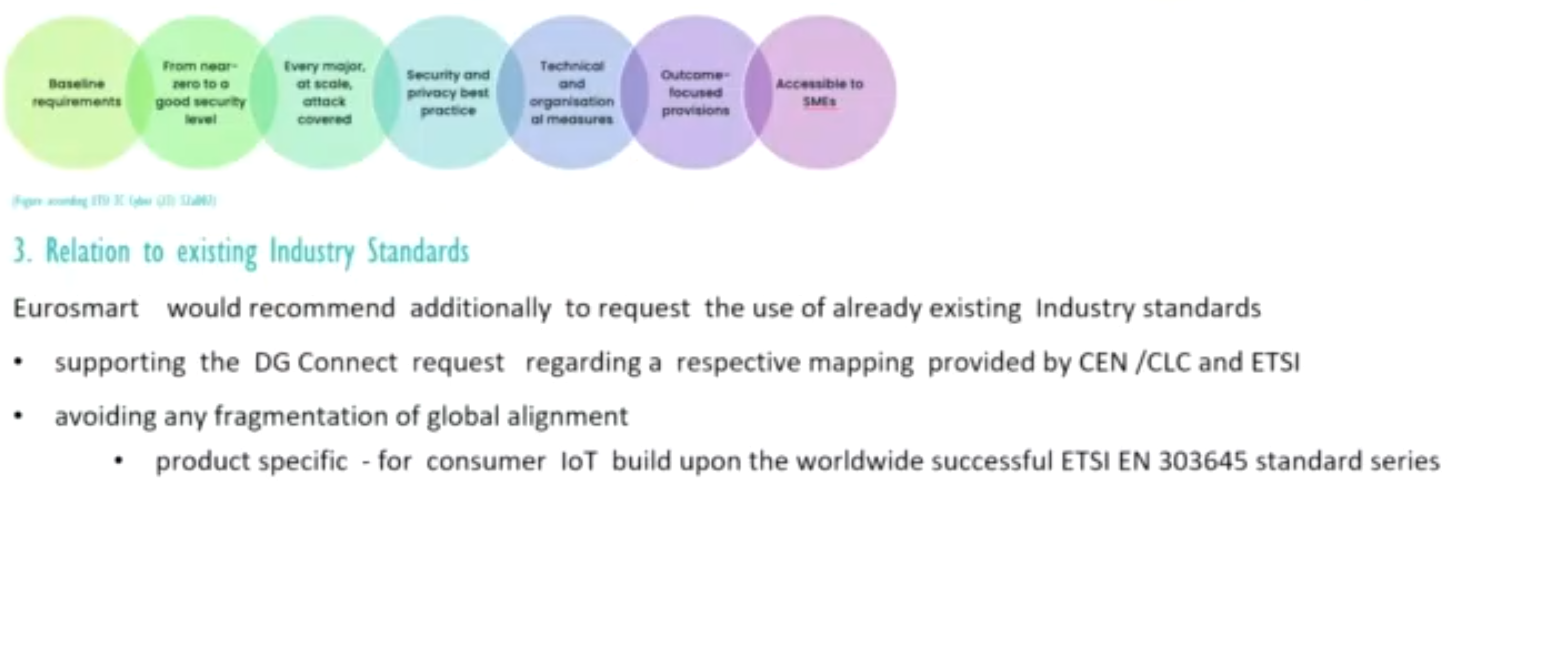 Baseline
requirements
From near-
zero to a
good security
level
Every major,
at scale,
attack
covered
Security and
privacy best
practice
Technical
and
organisation
al measures
Outcome-
focused
provisions
Accessible to
SMEs
(Figure according ETSI TC Cyber
3. Relation to existing Industry Standards
Eurosmart would recommend additionally to request the use of already existing Industry standards
• supporting the DG Connect request regarding a respective mapping provided by CEN /CLC and ETSI
• avoiding any fragmentation of global alignment
• product specific - for consumer IoT build upon the worldwide successful ETSI EN 303645 standard series